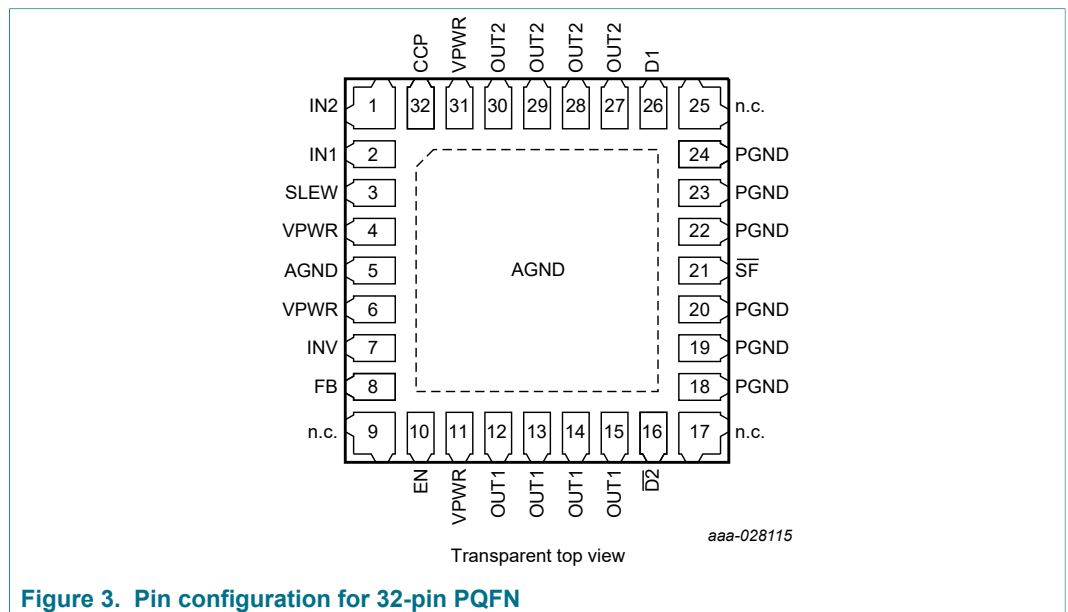 CCP VPWR OUT2 OUT2 OUT2 OUT2 D1
IN2 1 32 31 30 29 28 27 26 25 n.c.
IN1 2 24 PGND
SLEW 3 23 PGND
VPWR 4 22 PGND
AGND 5 AGND 21 S̅F̅
VPWR 6 20 PGND
INV 7 19 PGND
FB 8 18 PGND
n.c. 9 10 11 12 13 14 15 16 17 n.c.
EN VPWR OUT1 OUT1 OUT1 OUT1 D̅2̅
aaa-028115
Transparent top view
Figure 3. Pin configuration for 32-pin PQFN